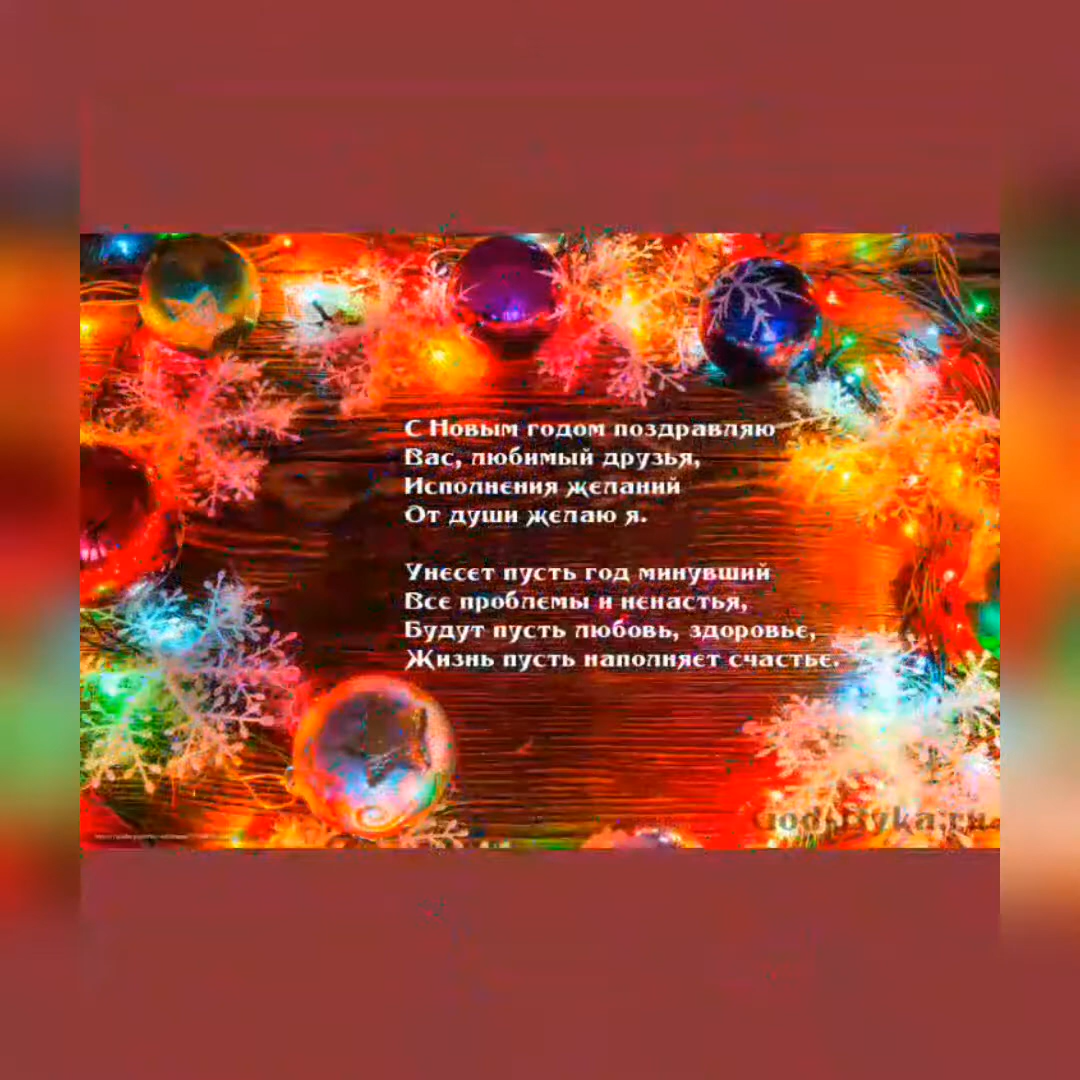 С Новым годом поздравляю
Вас, любимый друзья,
Исполнения желаний
От души желаю я.
Унесет пусть год минувший
Все проблемы и ненастья,
Будут пусть любовь, здоровье,
Жизнь пусть наполняет счастье.